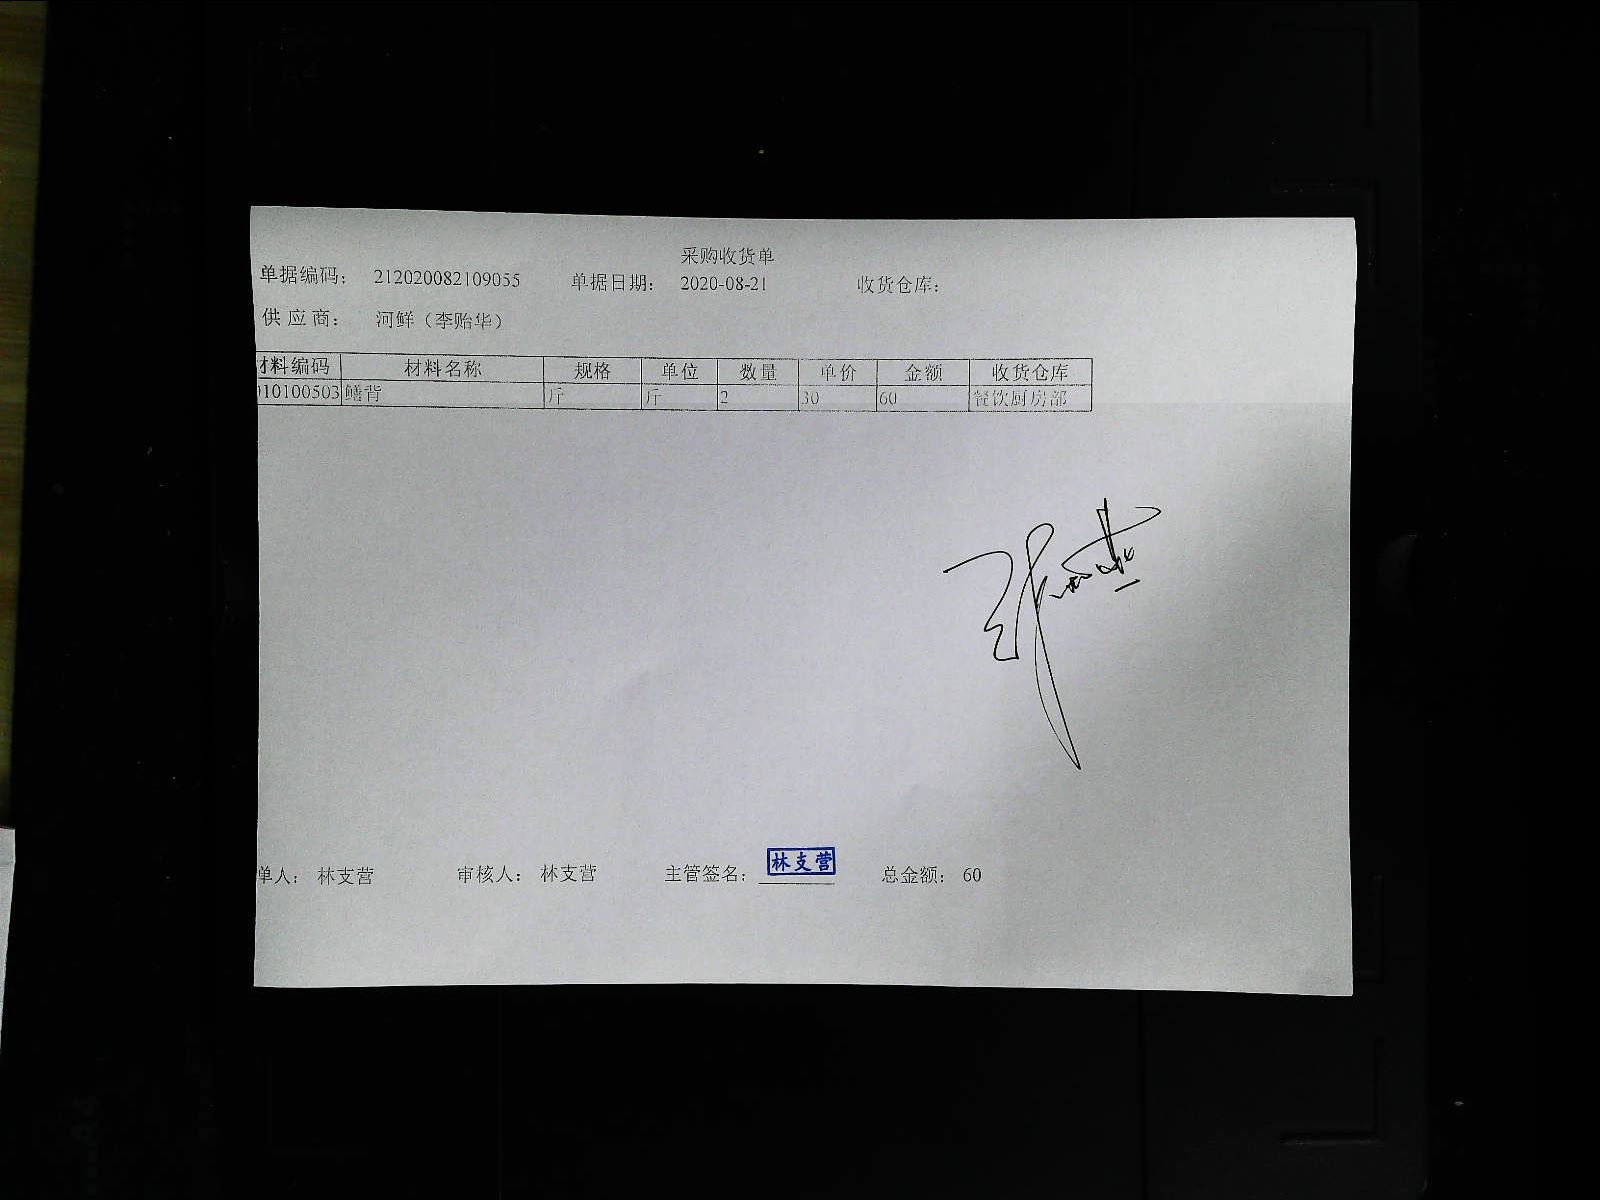 采购收货单
单据编码： 212020082109055 单据日期： 2020-08-21 收货仓库：
供应商： 河鲜（李贻华）
材料编码 材料名称 规格 单位 数量 单价 金额 收货仓库
010100503 鳝背 斤 斤 2 30 60 餐饮厨房部
单人： 林支营 审核人： 林支营 主管签名： 林支营 总金额： 60